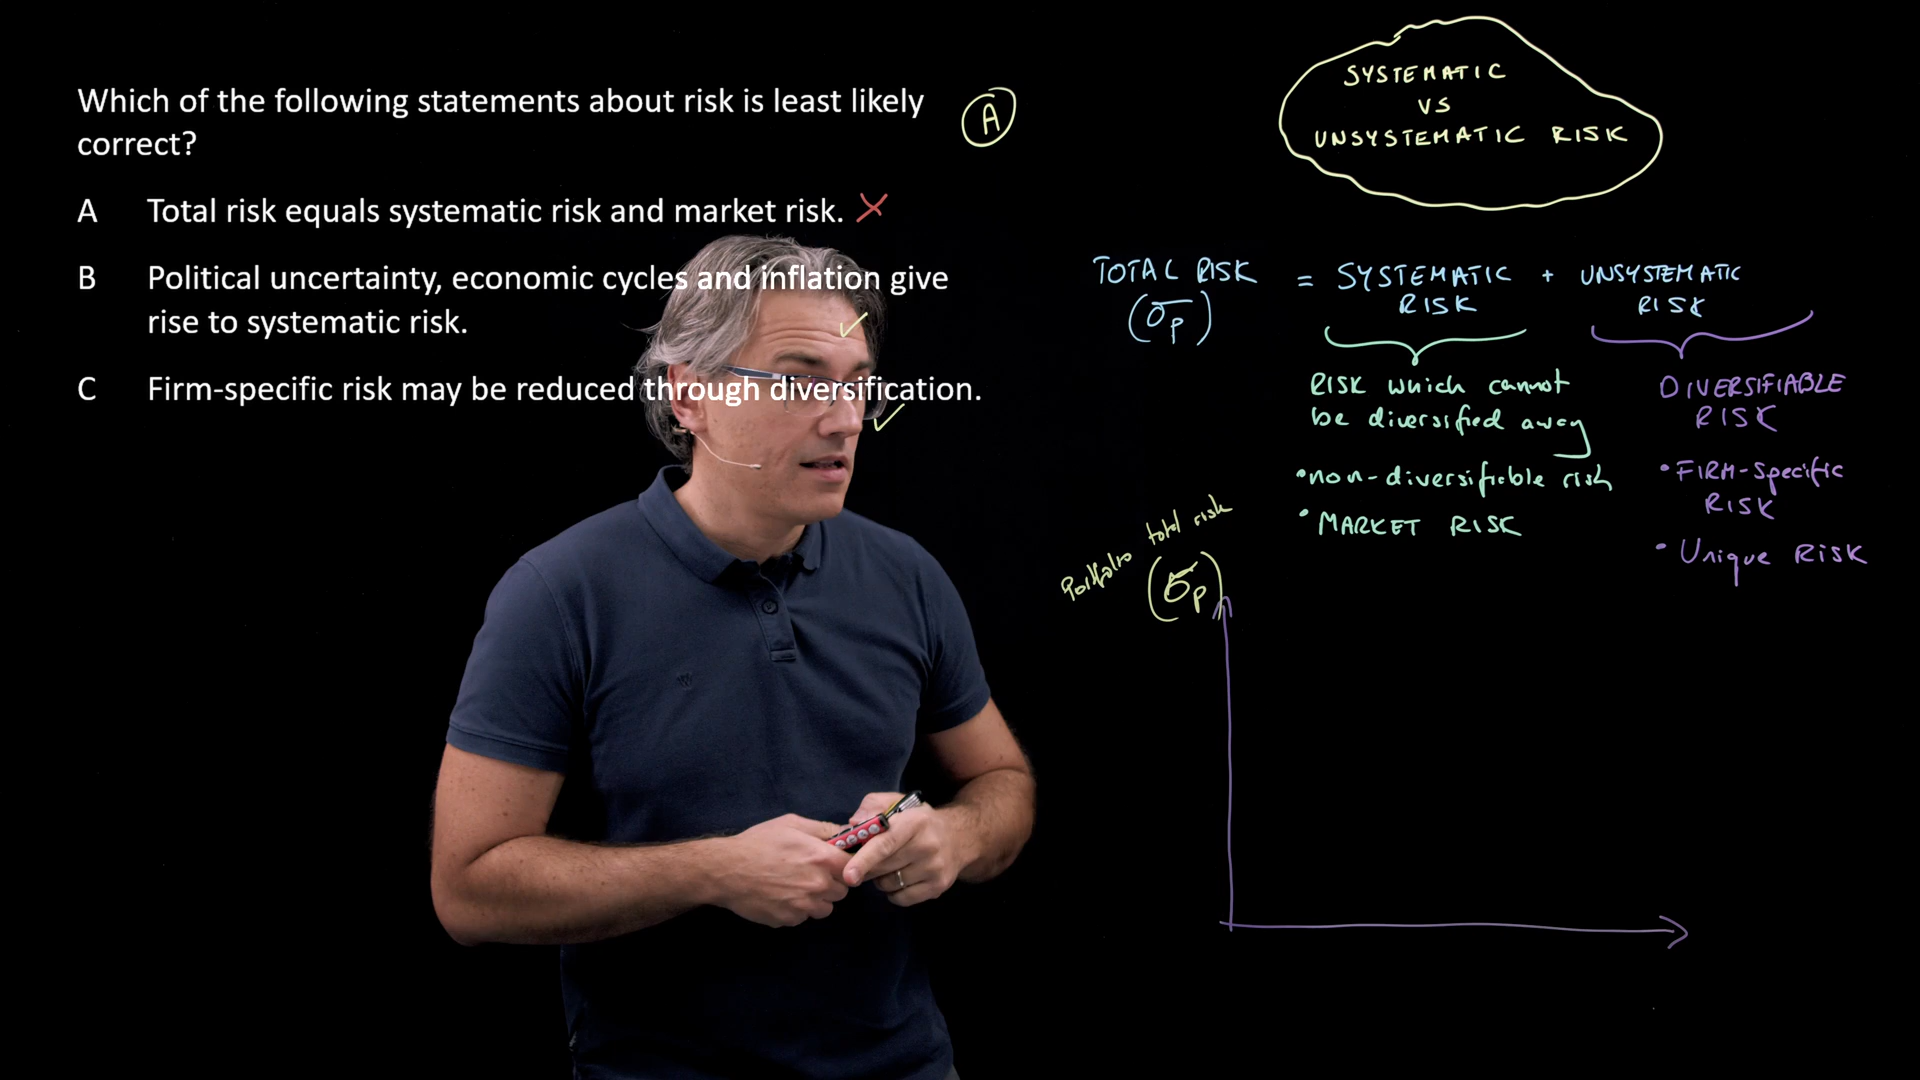 Which of the following statements about risk is least likely
correct?
A
A Total risk equals systematic risk and market risk.
B Political uncertainty, economic cycles and inflation give
rise to systematic risk.
C Firm-specific risk may be reduced through diversification.
SYSTEMATIC
VS
UNSYSTEMATIC RISK
TOTAL RISK = SYSTEMATIC + UNSYSTEMATIC
(σp) RISK RISK
RISK which cannot
be diversified away
• non-diversifiable risk
• MARKET RISK
DIVERSIFIABLE
RISK
• FIRM-Specific
RISK
• Unique RISK
Portfolio total risk
(σp)
W